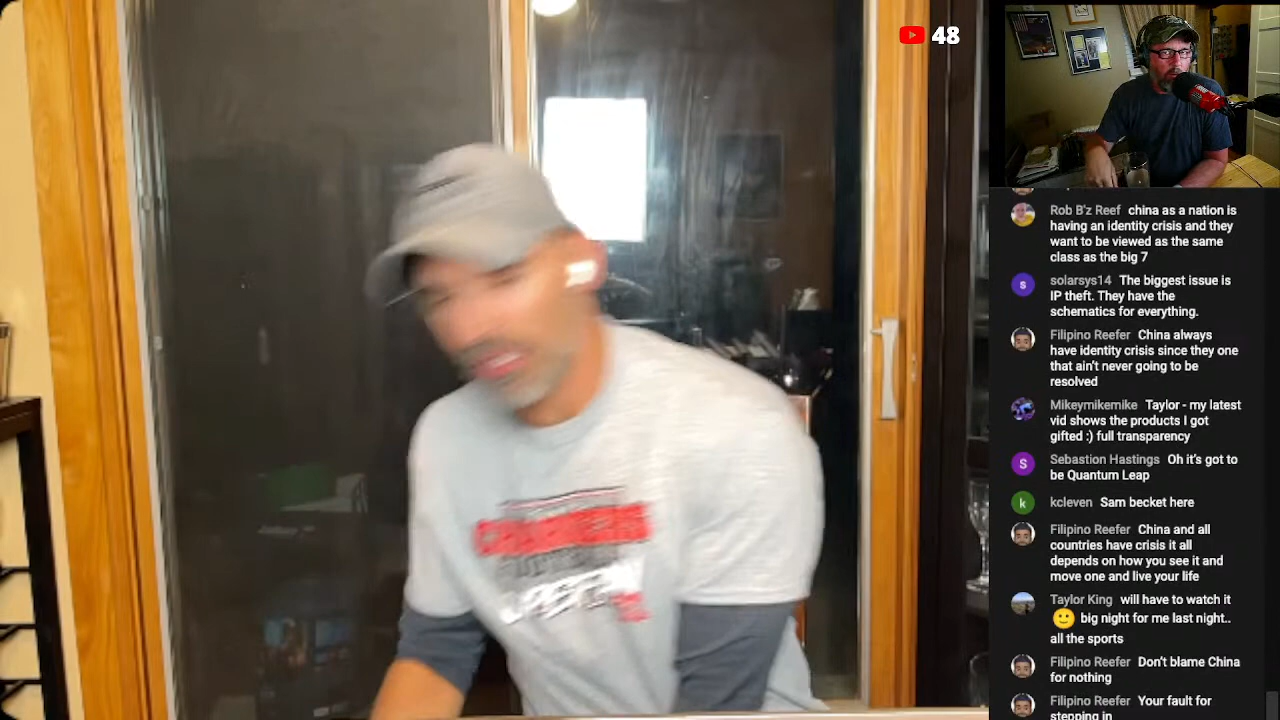 48
Rob B'z Reef china as a nation is
having an identity crisis and they
want to be viewed as the same
class as the big 7
s
solarsys14 The biggest issue is
IP theft. They have the
schematics for everything.
Filipino Reefer China always
have identity crisis since they one
that ain't never going to be
resolved
Mikeymikemike Taylor - my latest
vid shows the products I got
gifted :) full transparency
S
Sebastion Hastings Oh it's got to
be Quantum Leap
k
kcleven Sam becket here
Filipino Reefer China and all
countries have crisis it all
depends on how you see it and
move one and live your life
Taylor King will have to watch it
big night for me last night..
all the sports
Filipino Reefer Don't blame China
for nothing
Filipino Reefer Your fault for
stepping in